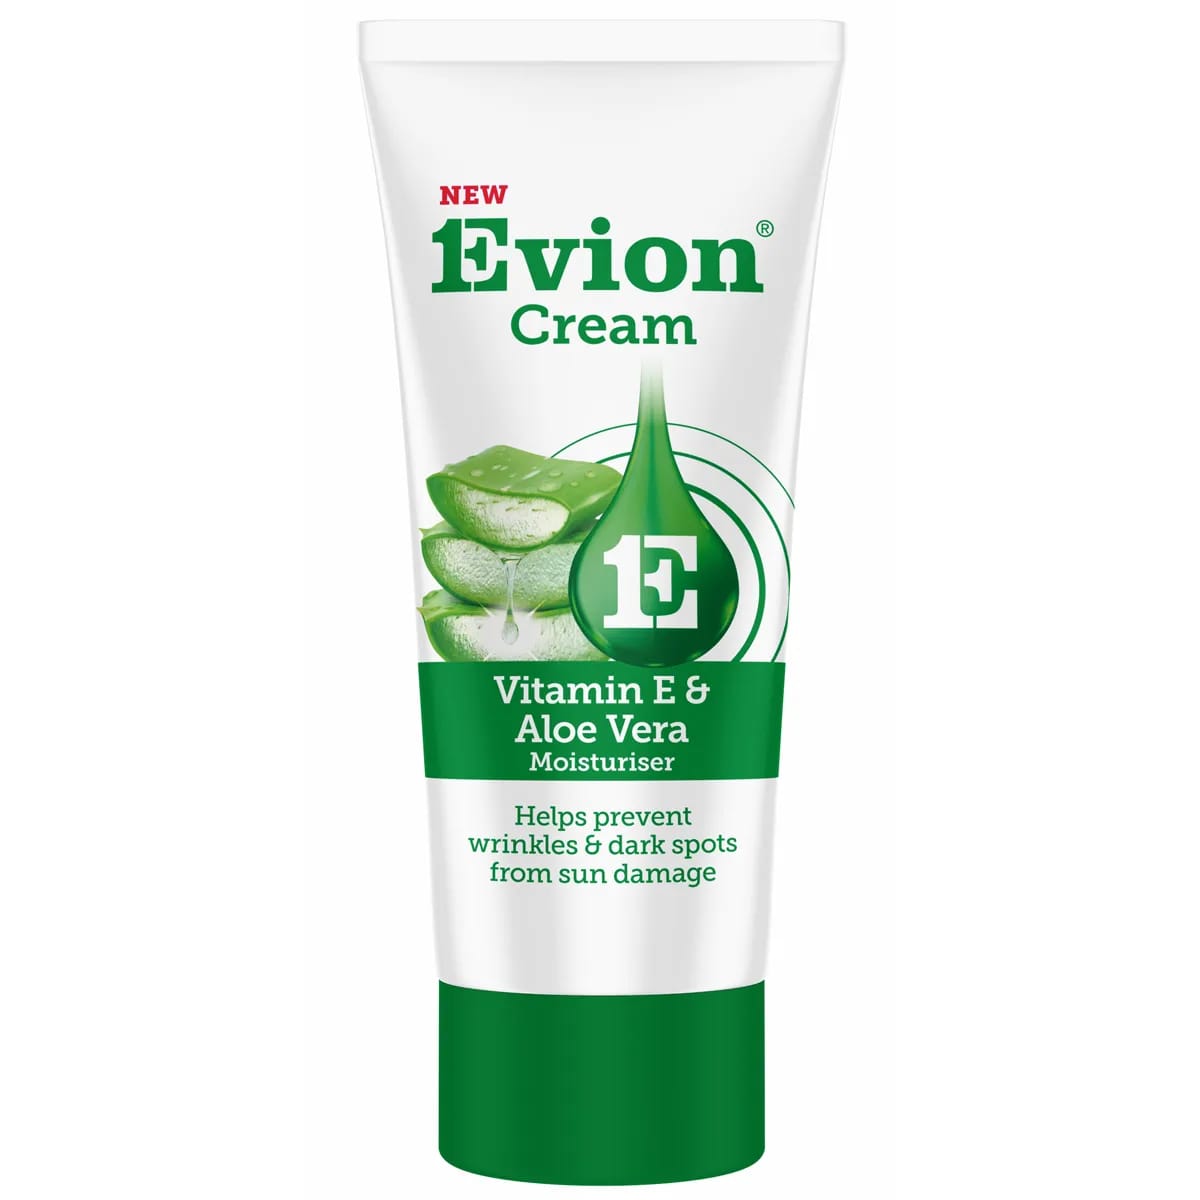 NEW
Evion®
Cream
E
Vitamin E &
Aloe Vera
Moisturiser
Helps prevent
wrinkles & dark spots
from sun damage